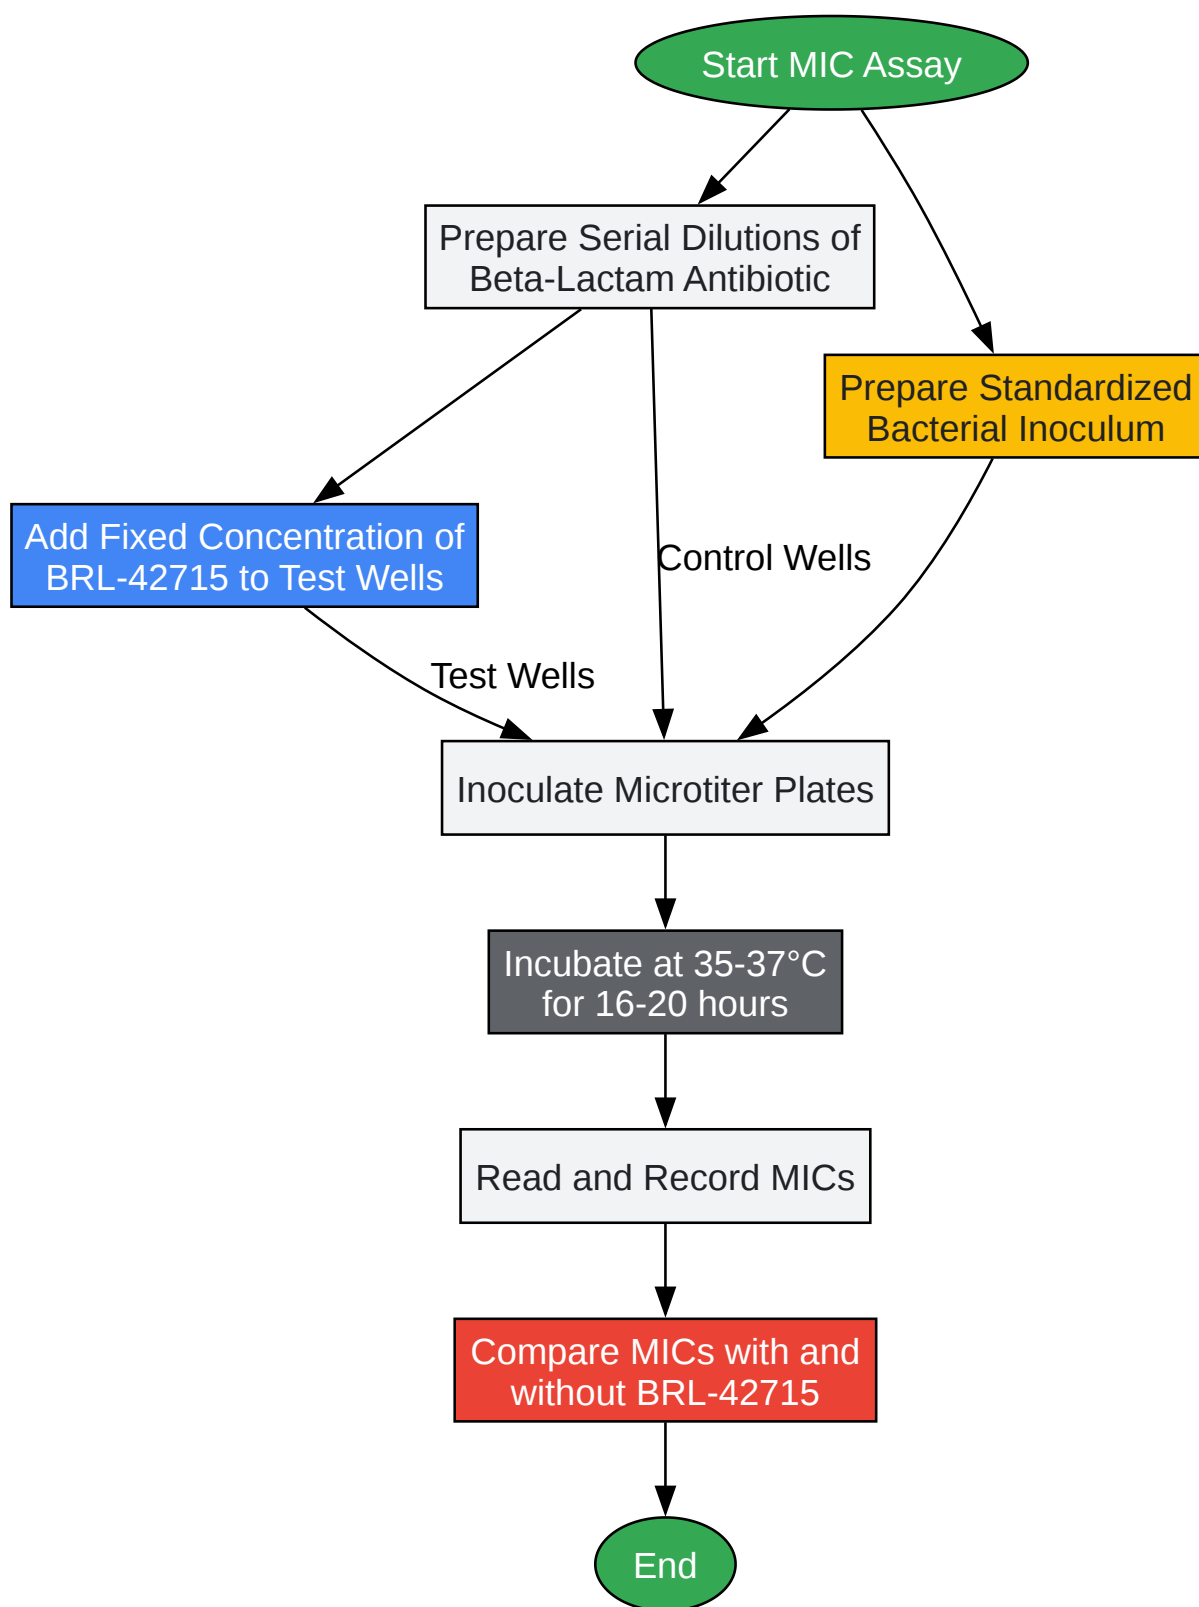 Start MIC Assay
Prepare Serial Dilutions of
Beta-Lactam Antibiotic
Prepare Standardized
Bacterial Inoculum
Add Fixed Concentration of
BRL-42715 to Test Wells
Control Wells
Test Wells
Inoculate Microtiter Plates
Incubate at 35-37°C
for 16-20 hours
Read and Record MICs
Compare MICs with and
without BRL-42715
End